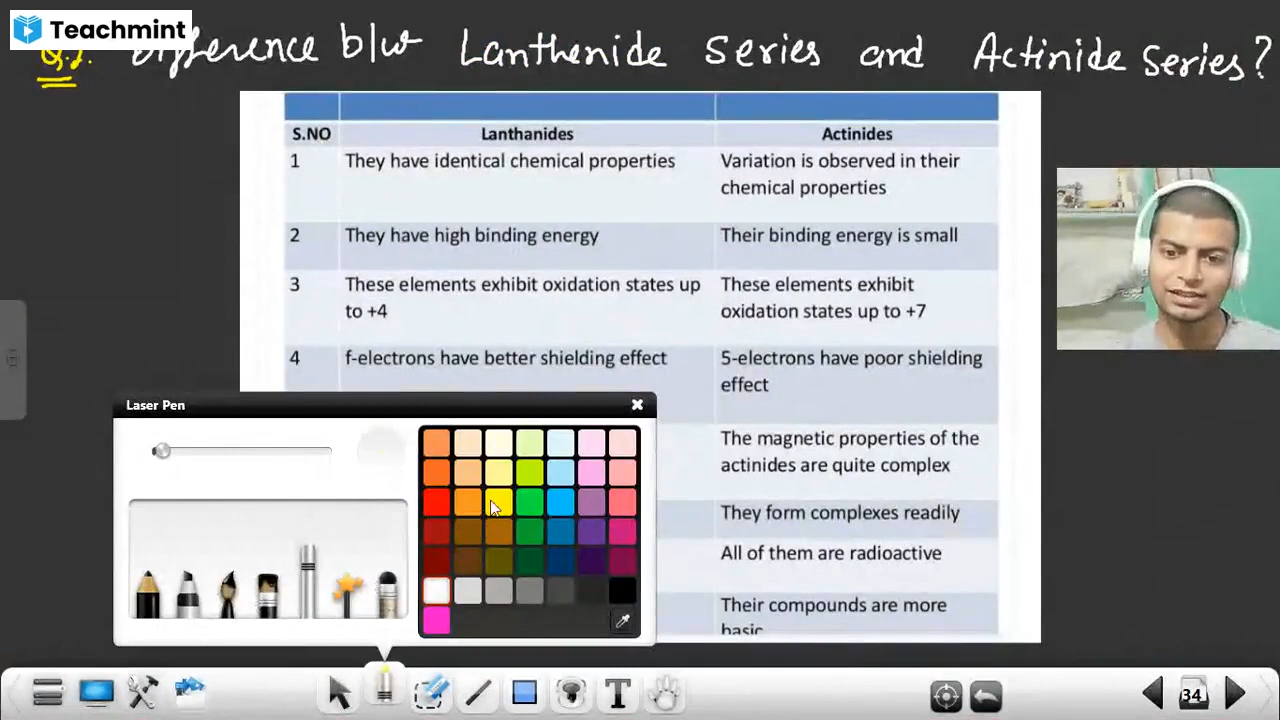 Teachmint
Q.1. Difference b/w Lanthenide Series and Actinide Series?
S.NO Lanthanides Actinides
1 They have identical chemical properties Variation is observed in their
chemical properties
2 They have high binding energy Their binding energy is small
3 These elements exhibit oxidation states up These elements exhibit
to +4 oxidation states up to +7
4 f-electrons have better shielding effect 5-electrons have poor shielding
effect
Laser Pen
The magnetic properties of the
actinides are quite complex
They form complexes readily
All of them are radioactive
Their compounds are more
basic
T
34